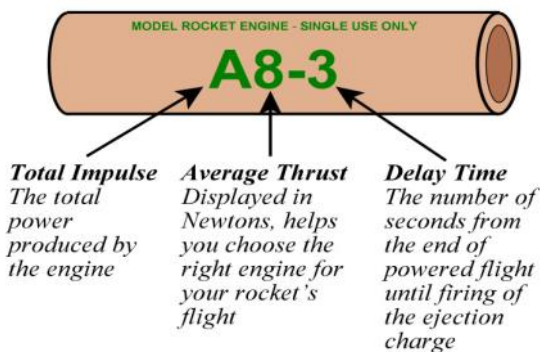 MODEL ROCKET ENGINE - SINGLE USE ONLY
A8-3
Total Impulse
The total
power
produced by
the engine
Average Thrust
Displayed in
Newtons, helps
you choose the
right engine for
your rocket's
flight
Delay Time
The number of
seconds from
the end of
powered flight
until firing of
the ejection
charge